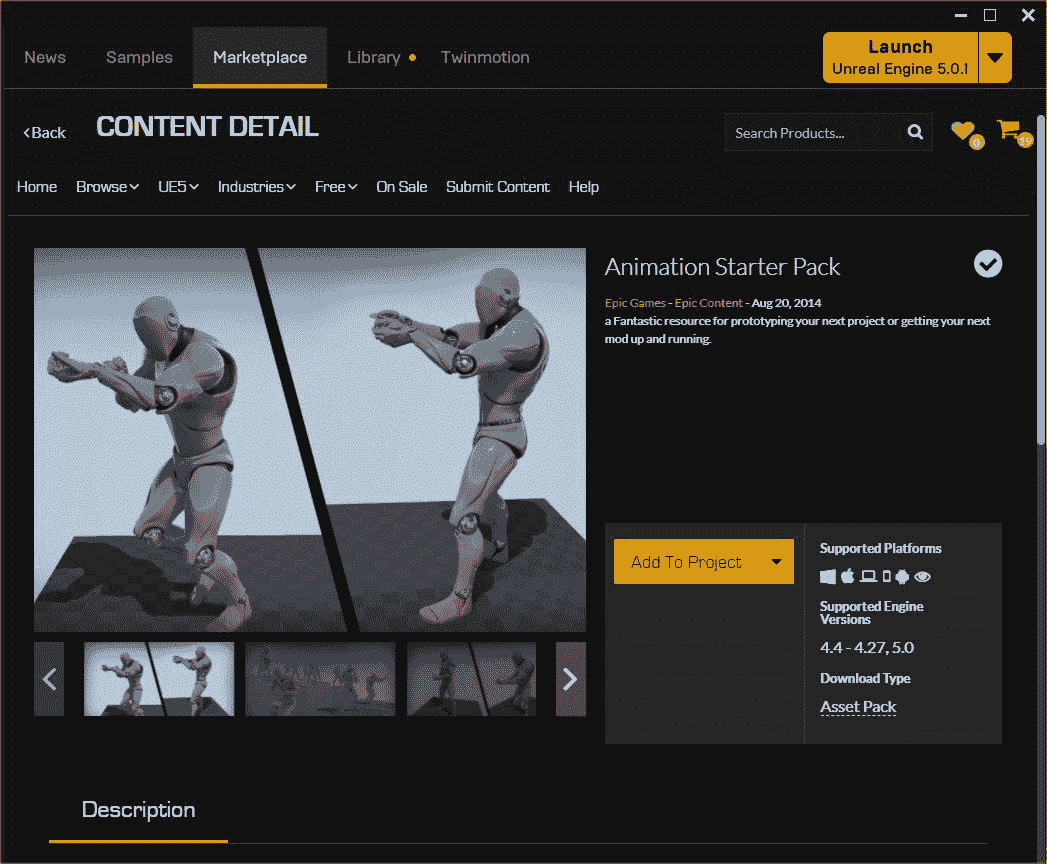 News Samples Marketplace Library Twinmotion
Launch
Unreal Engine 5.0.1
Back
CONTENT DETAIL
Search Products...
0
19
Home Browse UE5 Industries Free On Sale Submit Content Help
Animation Starter Pack
Epic Games - Epic Content - Aug 20, 2014
a Fantastic resource for prototyping your next project or getting your next
mod up and running.
Add To Project
Supported Platforms
Supported Engine
Versions
4.4 - 4.27, 5.0
Download Type
Asset Pack
Description